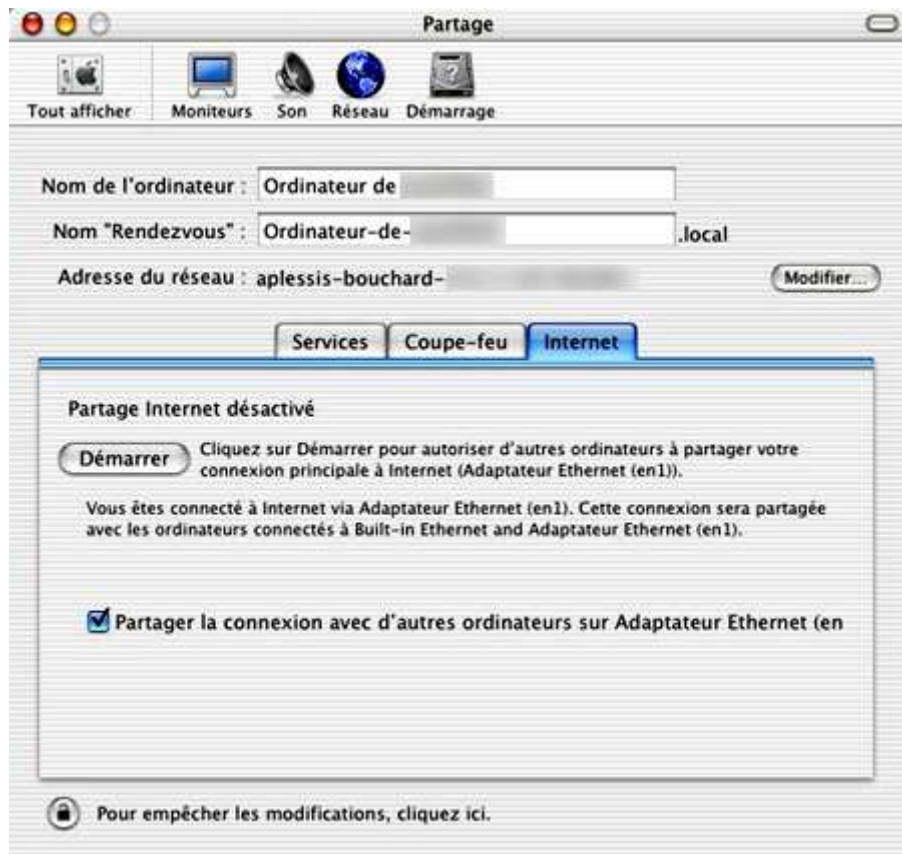 Partage
Tout afficher Moniteurs Son Réseau Démarrage
Nom de l'ordinateur : Ordinateur de
Nom "Rendezvous" : Ordinateur-de- .local
Adresse du réseau : aplessis-bouchard- Modifier...
Services Coupe-feu Internet
Partage Internet désactivé
Démarrer Cliquez sur Démarrer pour autoriser d'autres ordinateurs à partager votre
connexion principale à Internet (Adaptateur Ethernet (en1)).
Vous êtes connecté à Internet via Adaptateur Ethernet (en1). Cette connexion sera partagée
avec les ordinateurs connectés à Built-in Ethernet and Adaptateur Ethernet (en1).
Partager la connexion avec d'autres ordinateurs sur Adaptateur Ethernet (en
Pour empêcher les modifications, cliquez ici.